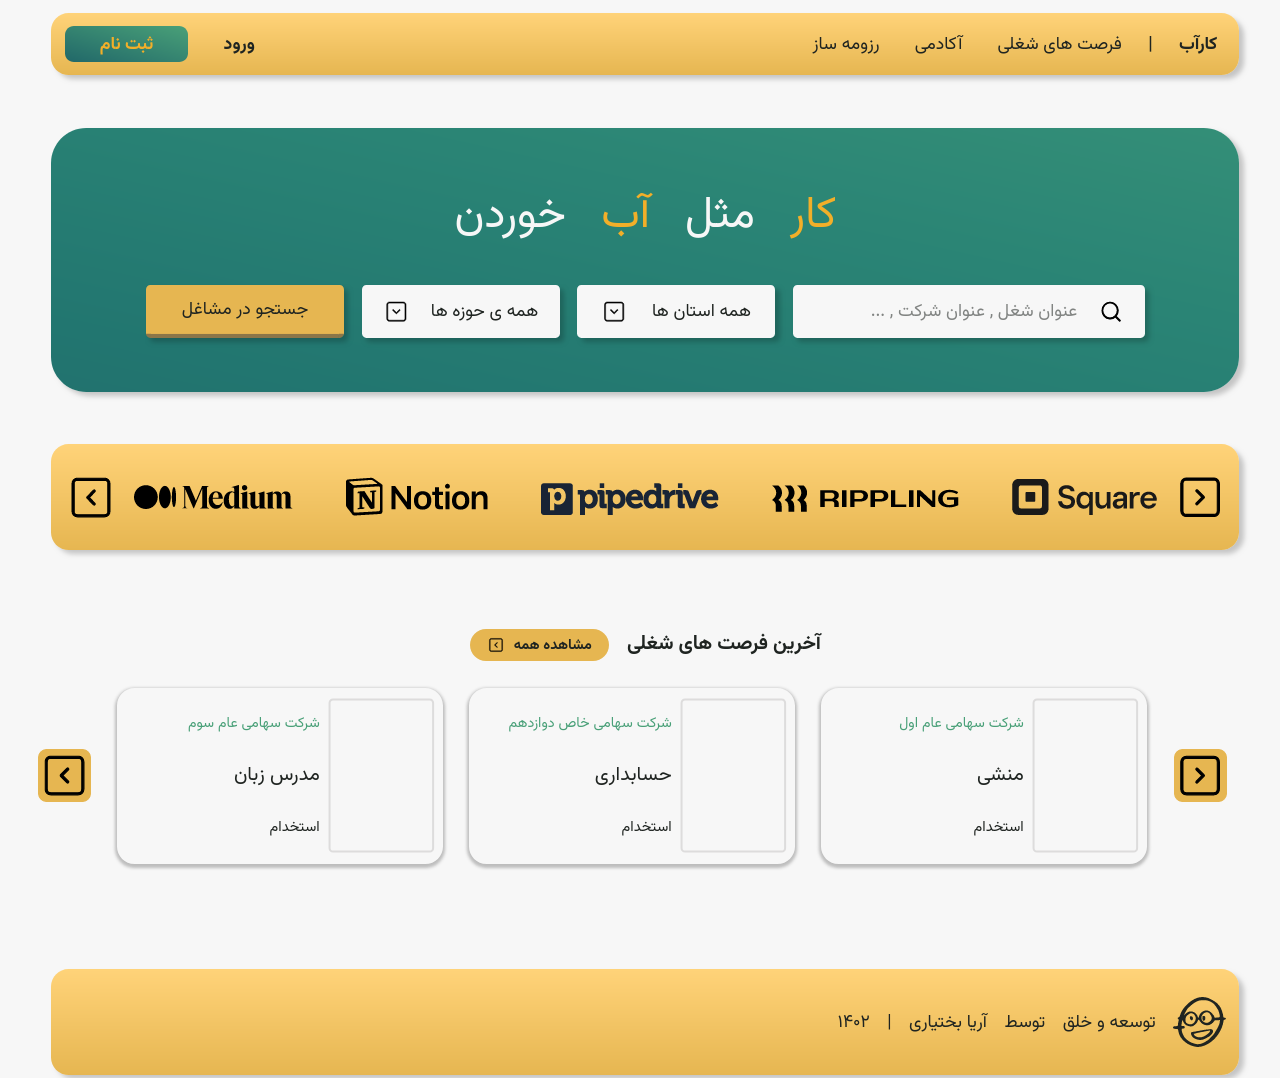 کارآب | فرصت های شغلی آکادمی رزومه ساز ورود ثبت نام
کار مثل آب خوردن
عنوان شغل , عنوان شرکت , ... همه استان ها همه ی حوزه ها جستجو در مشاغل
Medium Notion pipedrive RIPPLING Square
آخرین فرصت های شغلی مشاهده همه
شرکت سهامی عام اول
منشی
استخدام
شرکت سهامی خاص دوازدهم
حسابداری
استخدام
شرکت سهامی عام سوم
مدرس زبان
استخدام
توسعه و خلق توسط آریا بختیاری | ۱۴۰۲